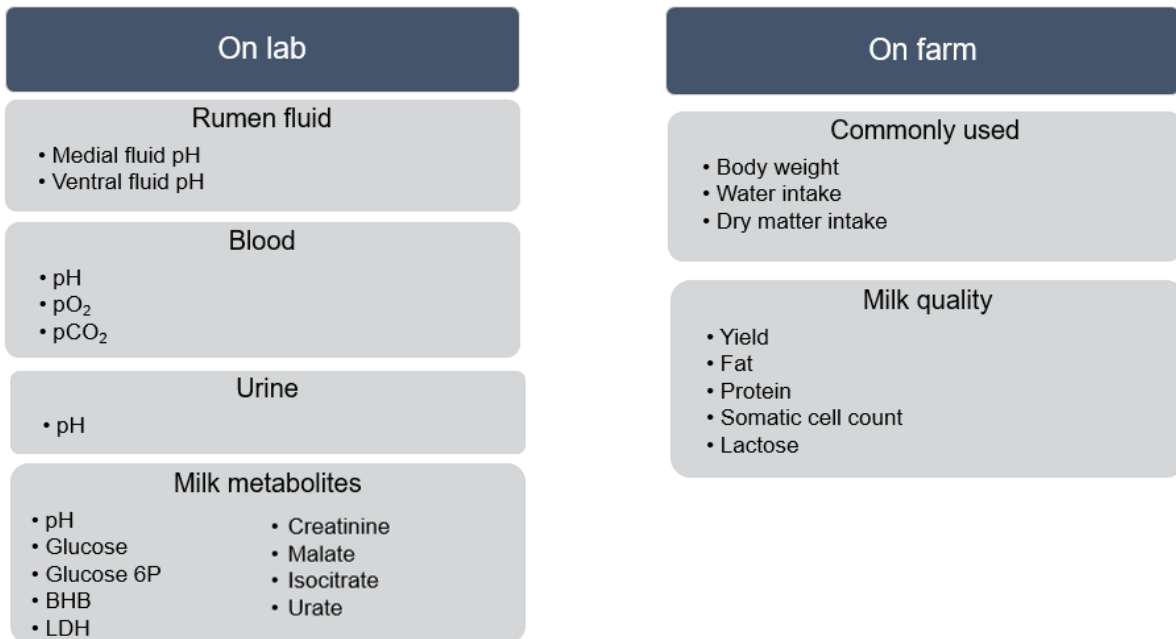 On lab
Rumen fluid
• Medial fluid pH
• Ventral fluid pH
Blood
• pH
• pO₂
• pCO₂
Urine
• pH
Milk metabolites
• pH
• Glucose
• Glucose 6P
• BHB
• LDH
• Creatinine
• Malate
• Isocitrate
• Urate
On farm
Commonly used
• Body weight
• Water intake
• Dry matter intake
Milk quality
• Yield
• Fat
• Protein
• Somatic cell count
• Lactose